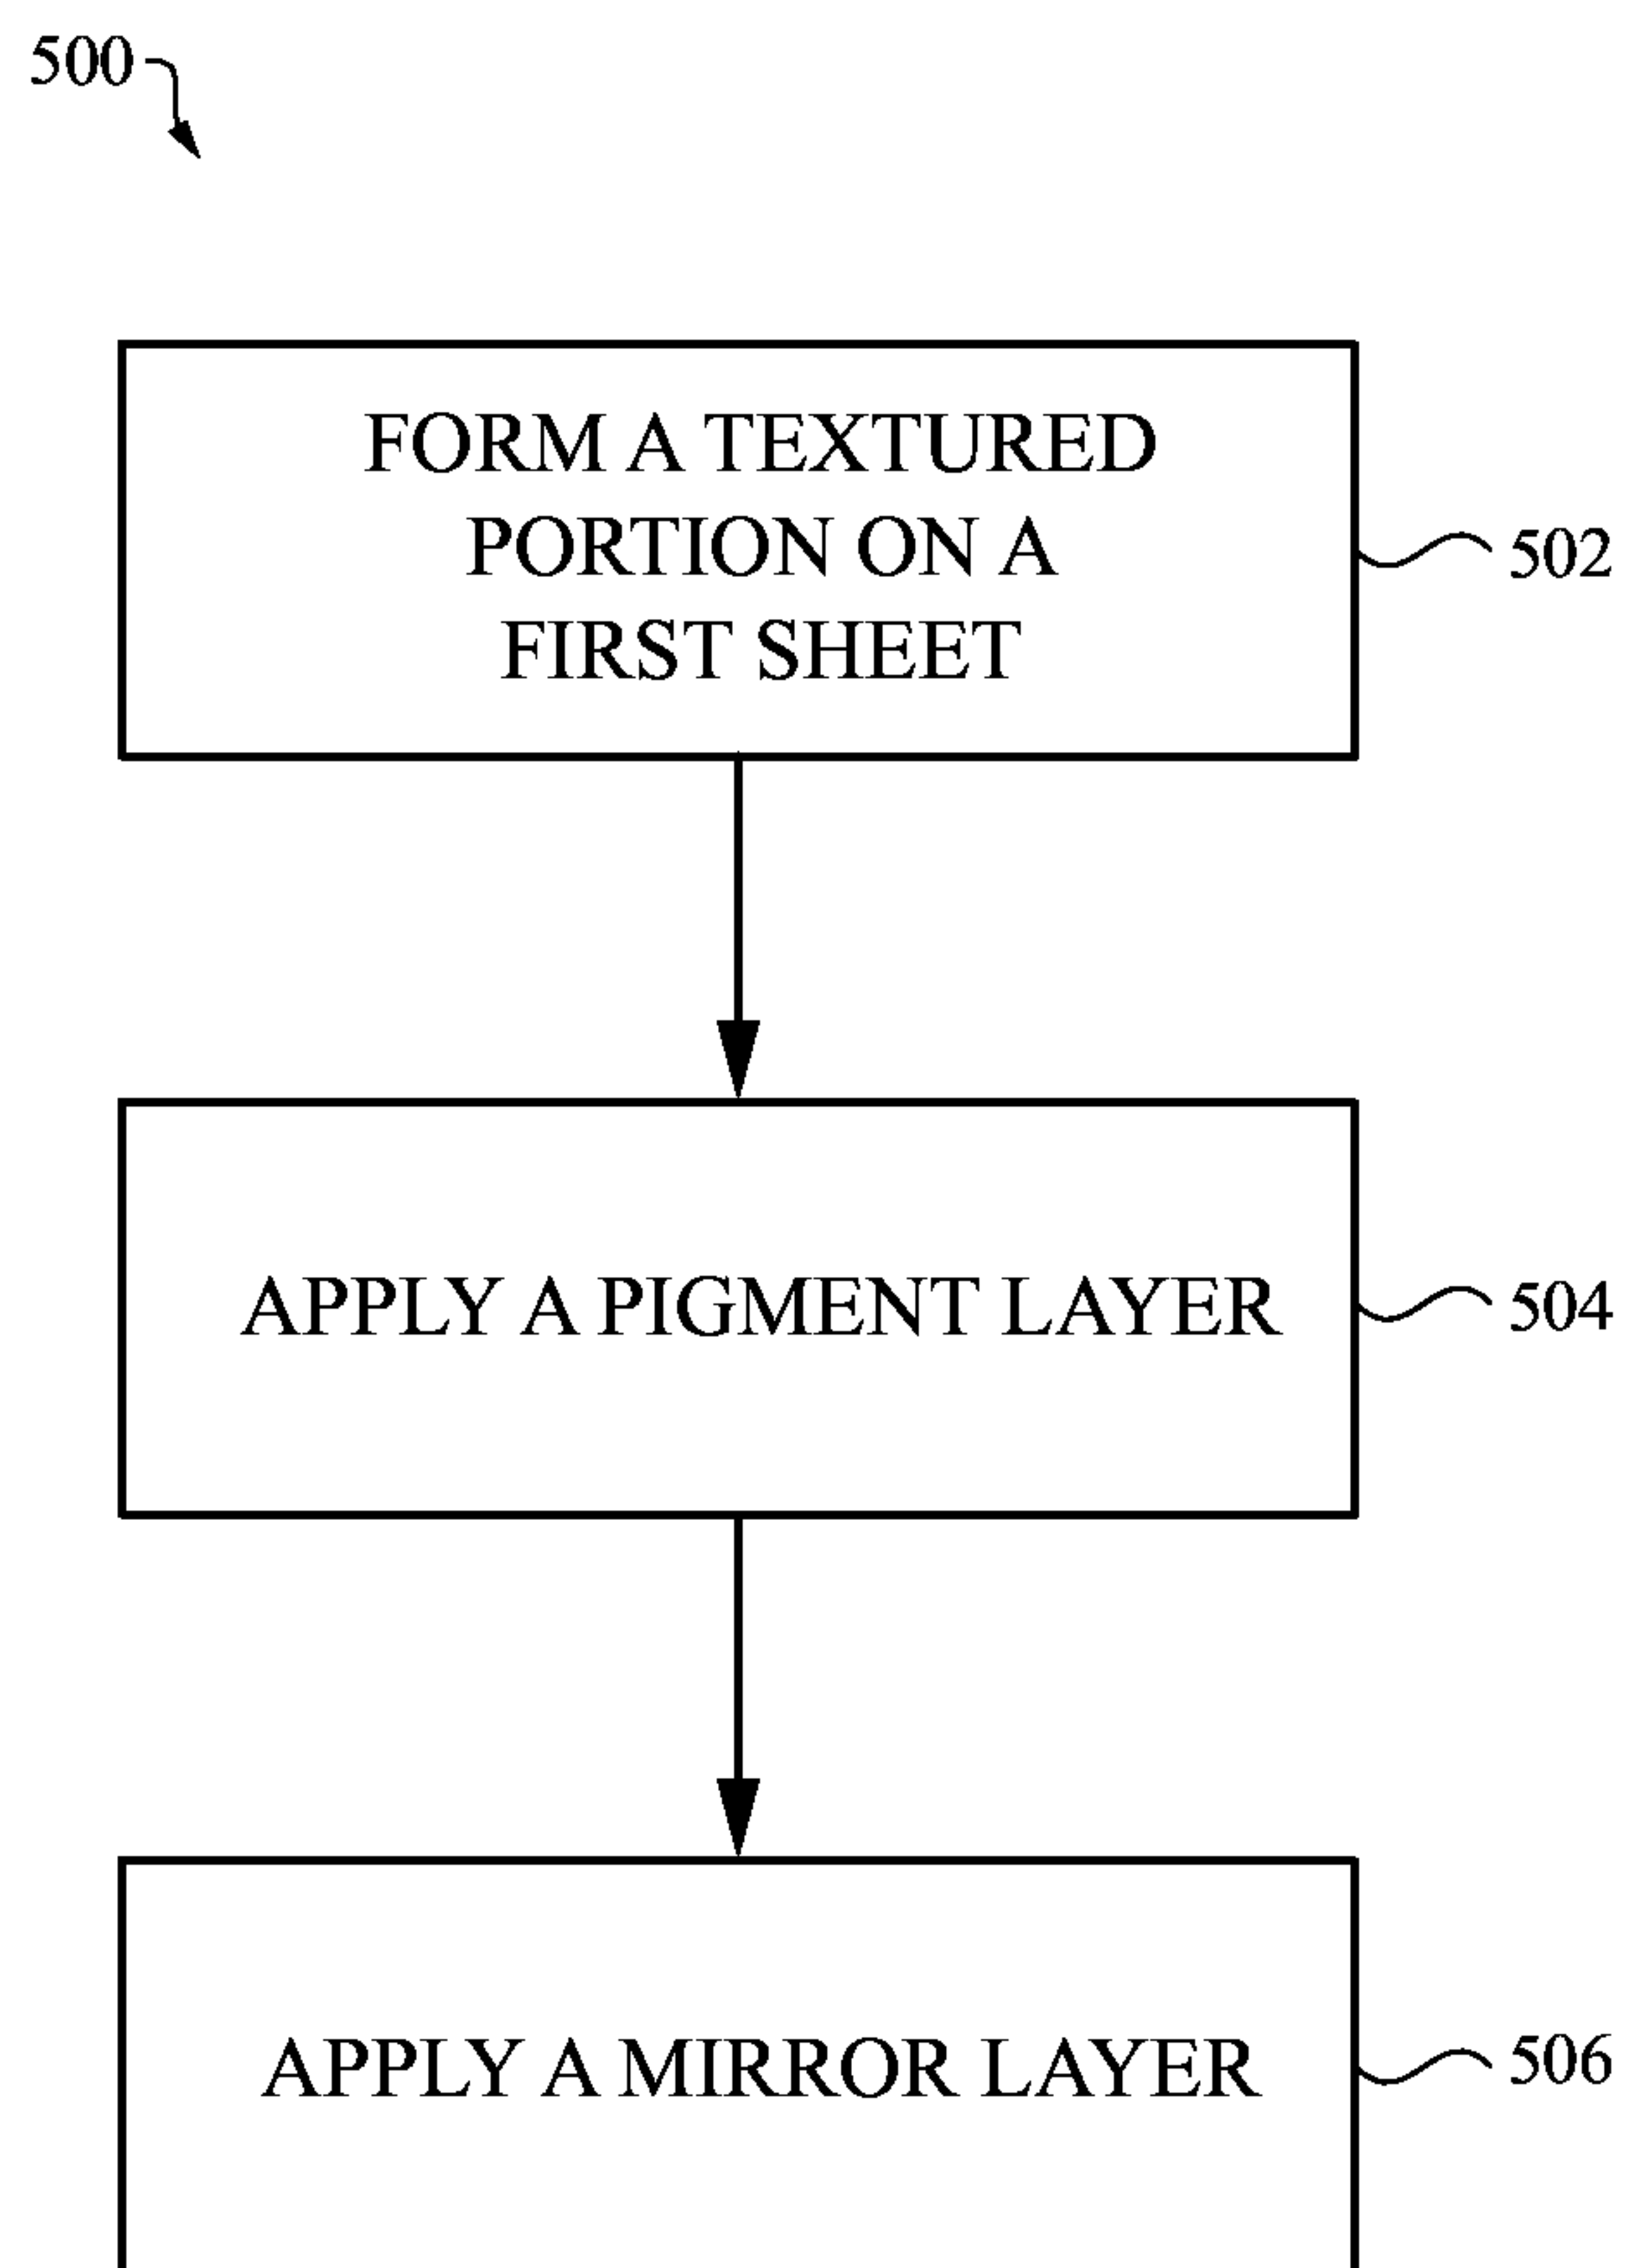 500
FORM A TEXTURED
PORTION ON A
FIRST SHEET
502
APPLY A PIGMENT LAYER
504
APPLY A MIRROR LAYER
506